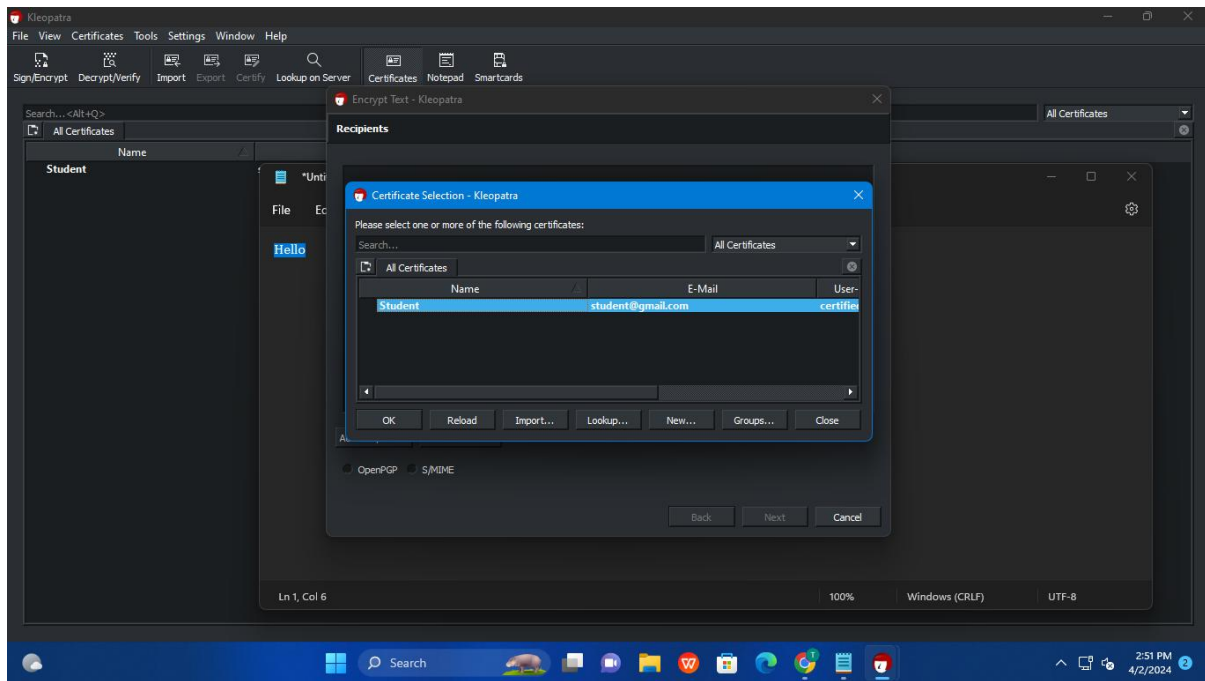 Kleopatra
File View Certificates Tools Settings Window Help
Sign/Encrypt Decrypt/Verify Import Export Certify Lookup on Server Certificates Notepad Smartcards
Encrypt Text - Kleopatra
Search...<Alt+Q> All Certificates
Recipients
All Certificates
Name
Student
*Unti
Certificate Selection - Kleopatra
File Ed
Please select one or more of the following certificates:
Search... All Certificates
Hello
All Certificates
Name E-Mail User-
Student student@gmail.com certified
OK Reload Import... Lookup... New... Groups... Close
OpenPGP S/MIME
Back Next Cancel
Ln 1, Col 6 100% Windows (CRLF) UTF-8
Search
2:51 PM
4/2/2024
2